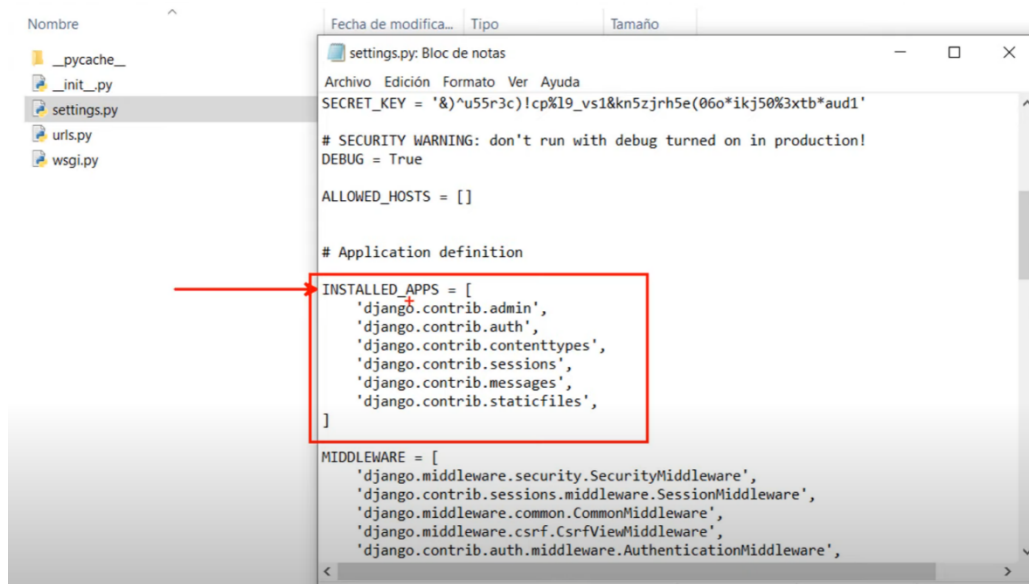 Nombre
Fecha de modifica...
Tipo
Tamaño
__pycache__
__init__.py
settings.py
urls.py
wsgi.py
settings.py: Bloc de notas
Archivo Edición Formato Ver Ayuda
SECRET_KEY = '&)^u55r3c)!cp%l9_vs1&kn5zjrh5e(06o*ikj50%3xtb*aud1'
# SECURITY WARNING: don't run with debug turned on in production!
DEBUG = True
ALLOWED_HOSTS = []
# Application definition
INSTALLED_APPS = [
'django.contrib.admin',
'django.contrib.auth',
'django.contrib.contenttypes',
'django.contrib.sessions',
'django.contrib.messages',
'django.contrib.staticfiles',
]
MIDDLEWARE = [
'django.middleware.security.SecurityMiddleware',
'django.contrib.sessions.middleware.SessionMiddleware',
'django.middleware.common.CommonMiddleware',
'django.middleware.csrf.CsrfViewMiddleware',
'django.contrib.auth.middleware.AuthenticationMiddleware',